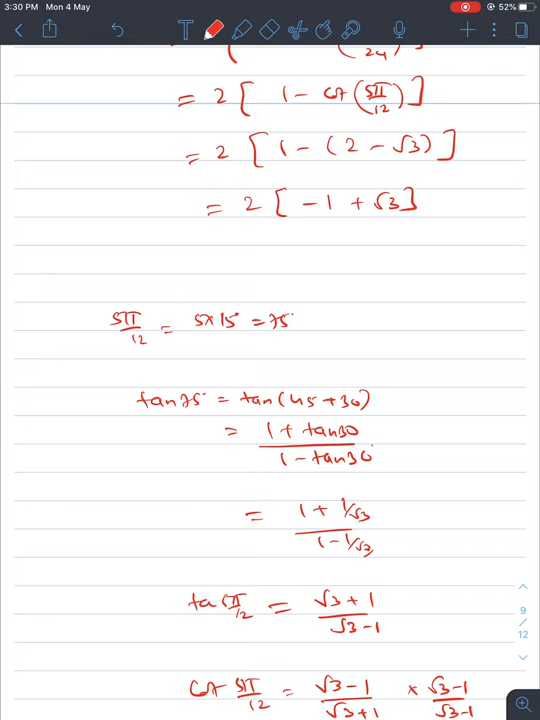 3:30 PM Mon 4 May 52%
24
= 2 [ 1 - cot (5π/12) ]
= 2 [ 1 - (2 - √3) ]
= 2 [ -1 + √3 ]
5π/12 = 5×15° = 75°
tan75° = tan(45+30)
= 1 + tan30 / 1 - tan30
= 1 + 1/√3 / 1 - 1/√3
tan 5π/12 = √3 + 1 / √3 - 1
9
/
12
cot 5π/12 = √3 - 1 / √3 + 1 × √3 - 1 / √3 - 1